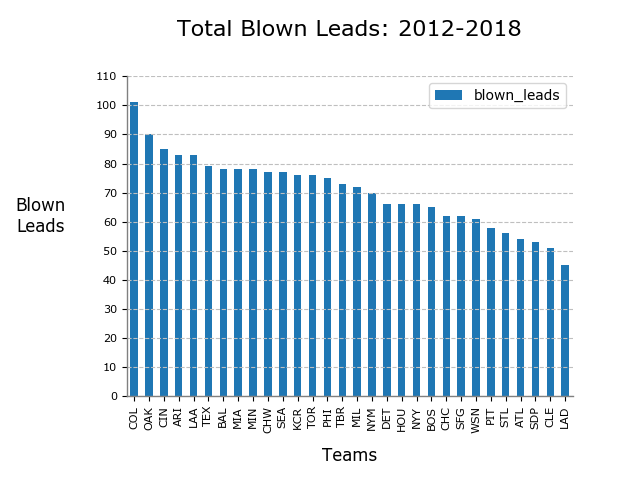 Total Blown Leads: 2012-2018
blown_leads
110
100
90
80
70
60
50
40
30
20
10
0
Blown
Leads
COL OAK CIN ARI LAA TEX BAL MIA MIN CHW SEA KCR TOR PHI TBR MIL NYM DET HOU NYY BOS CHC SFG WSN PIT STL ATL SDP CLE LAD
Teams